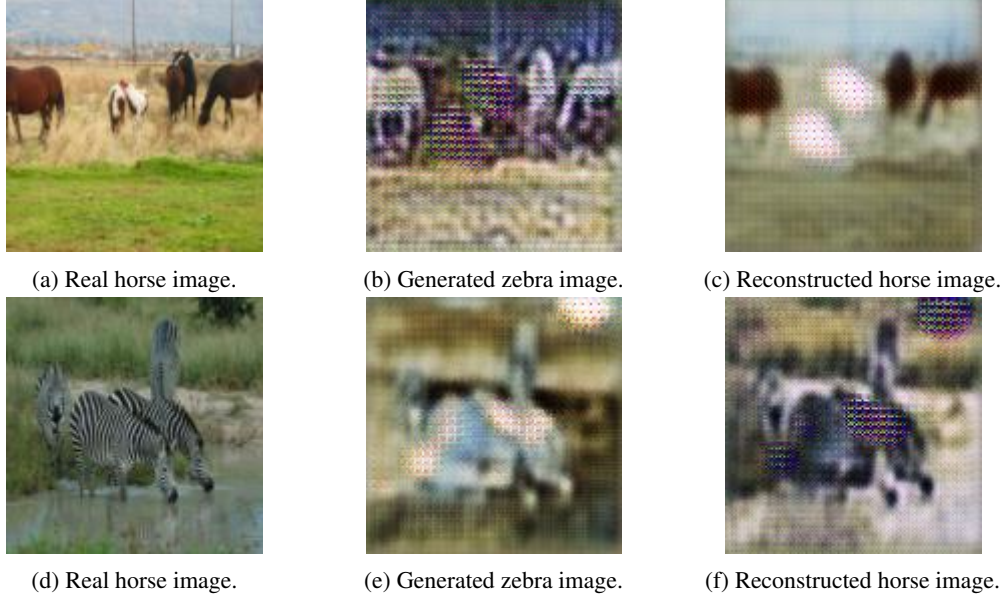 (a) Real horse image.
(b) Generated zebra image.
(c) Reconstructed horse image.
(d) Real horse image.
(e) Generated zebra image.
(f) Reconstructed horse image.